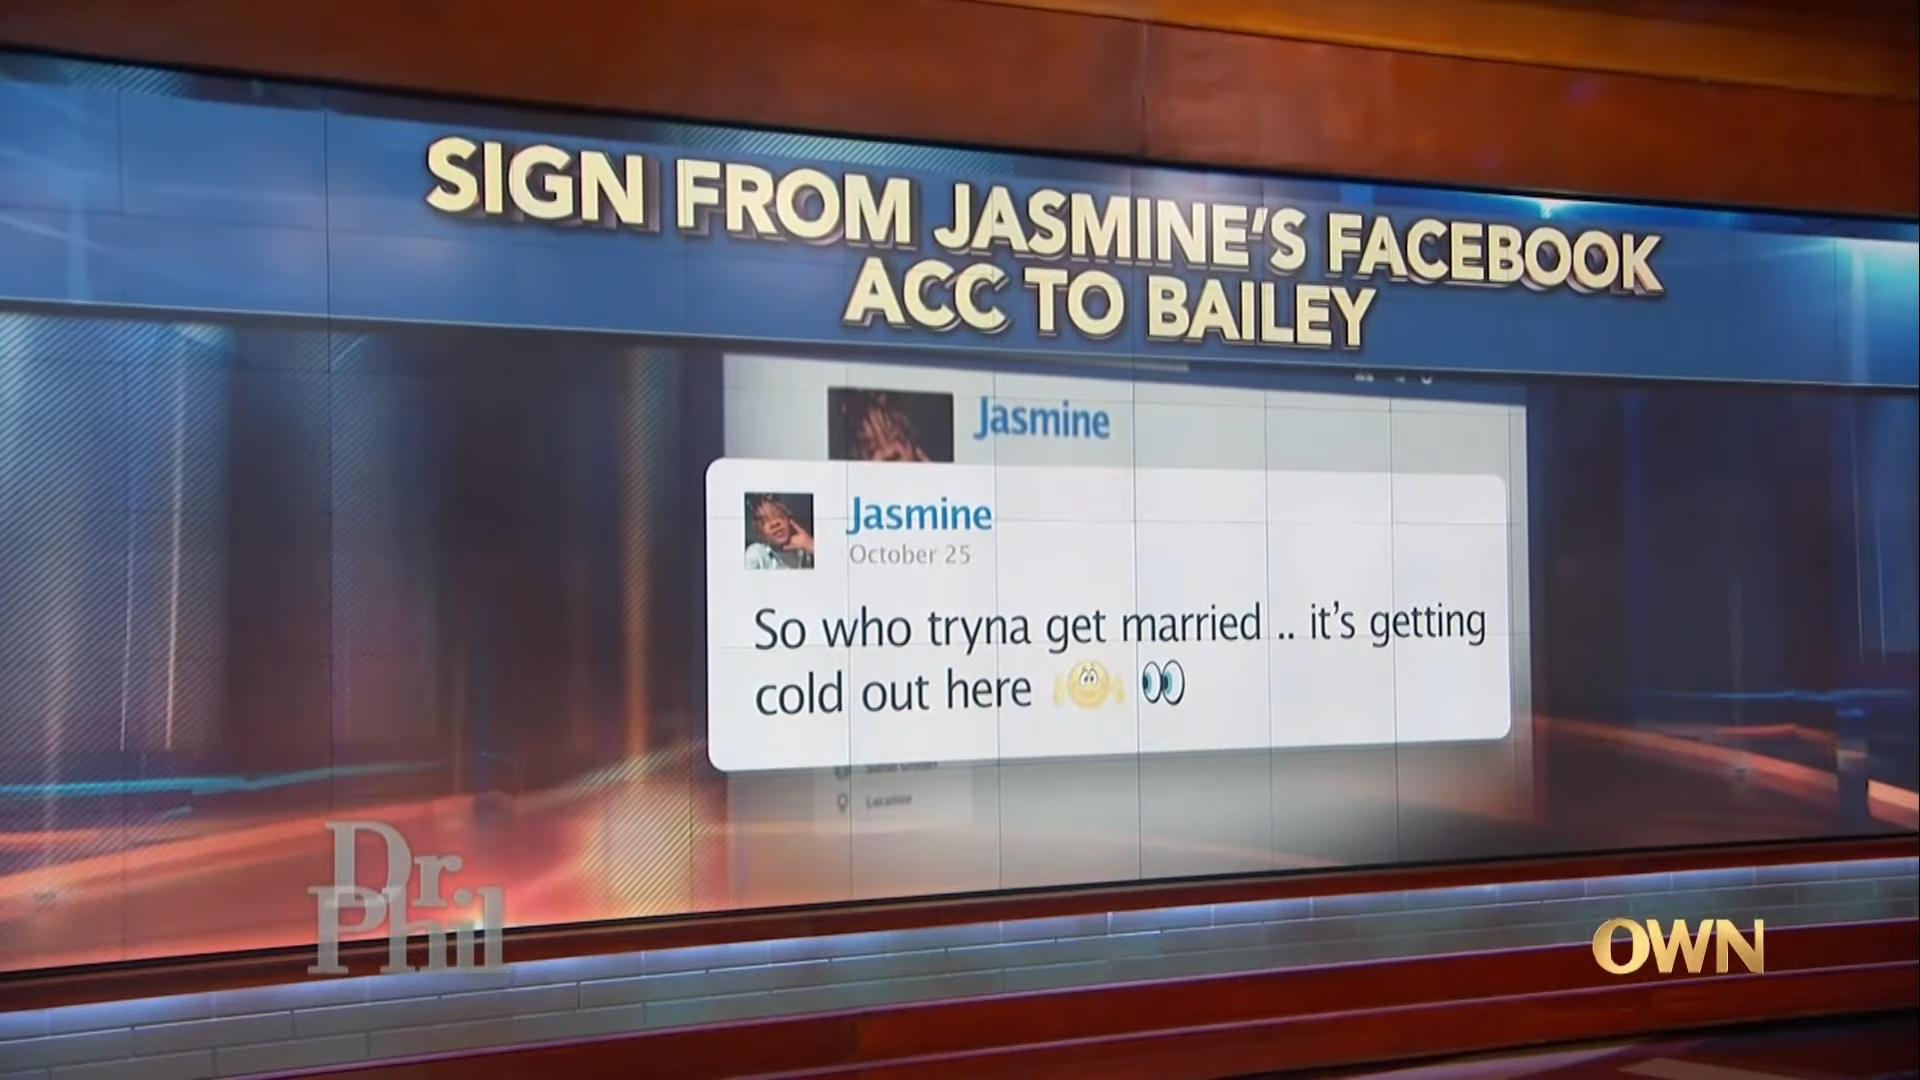 SIGN FROM JASMINE'S FACEBOOK
ACC TO BAILEY
Jasmine
Jasmine
October 25
So who tryna get married .. it's getting
cold out here 👀
Location
Dr.
Phil
OWN